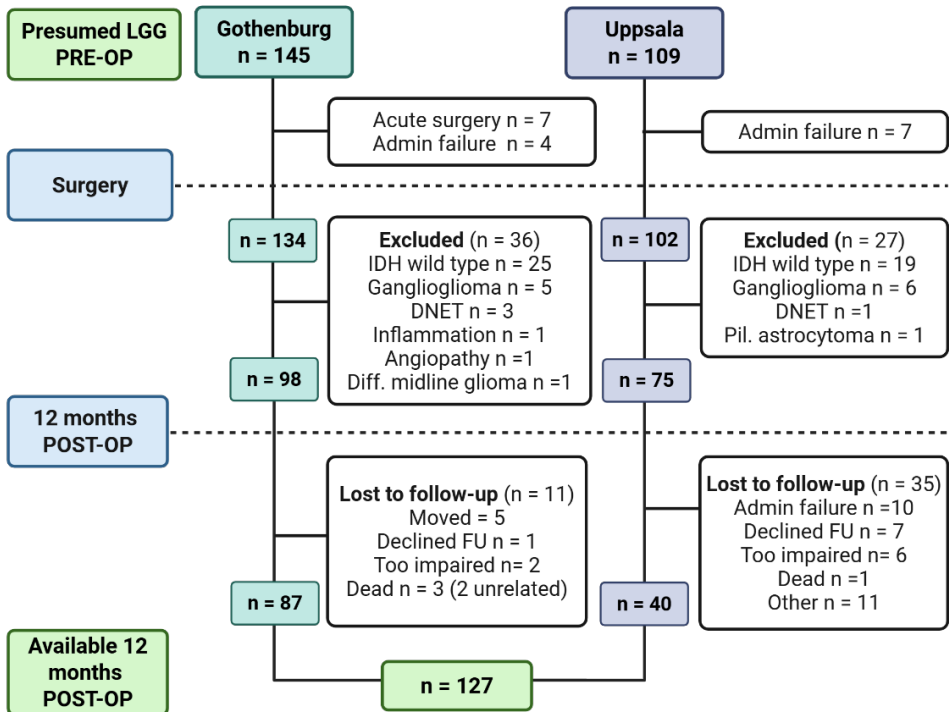 Presumed LGG
PRE-OP
Gothenburg
n = 145
Uppsala
n = 109
Acute surgery n = 7
Admin failure  n = 4
Admin failure n = 7
Surgery
n = 134
Excluded (n = 36)
IDH wild type n = 25
Ganglioglioma n = 5
DNET n = 3
Inflammation n = 1
Angiopathy n =1
Diff. midline glioma n =1
n = 102
Excluded (n = 27)
IDH wild type n = 19
Ganglioglioma n = 6
DNET n =1
Pil. astrocytoma n = 1
n = 98
n = 75
12 months
POST-OP
Lost to follow-up (n = 11)
Moved = 5
Declined FU n = 1
Too impaired n= 2
Dead n = 3 (2 unrelated)
Lost to follow-up (n = 35)
Admin failure n =10
Declined FU n = 7
Too impaired n= 6
Dead n =1
Other n = 11
n = 87
n = 40
Available 12
months
POST-OP
n = 127